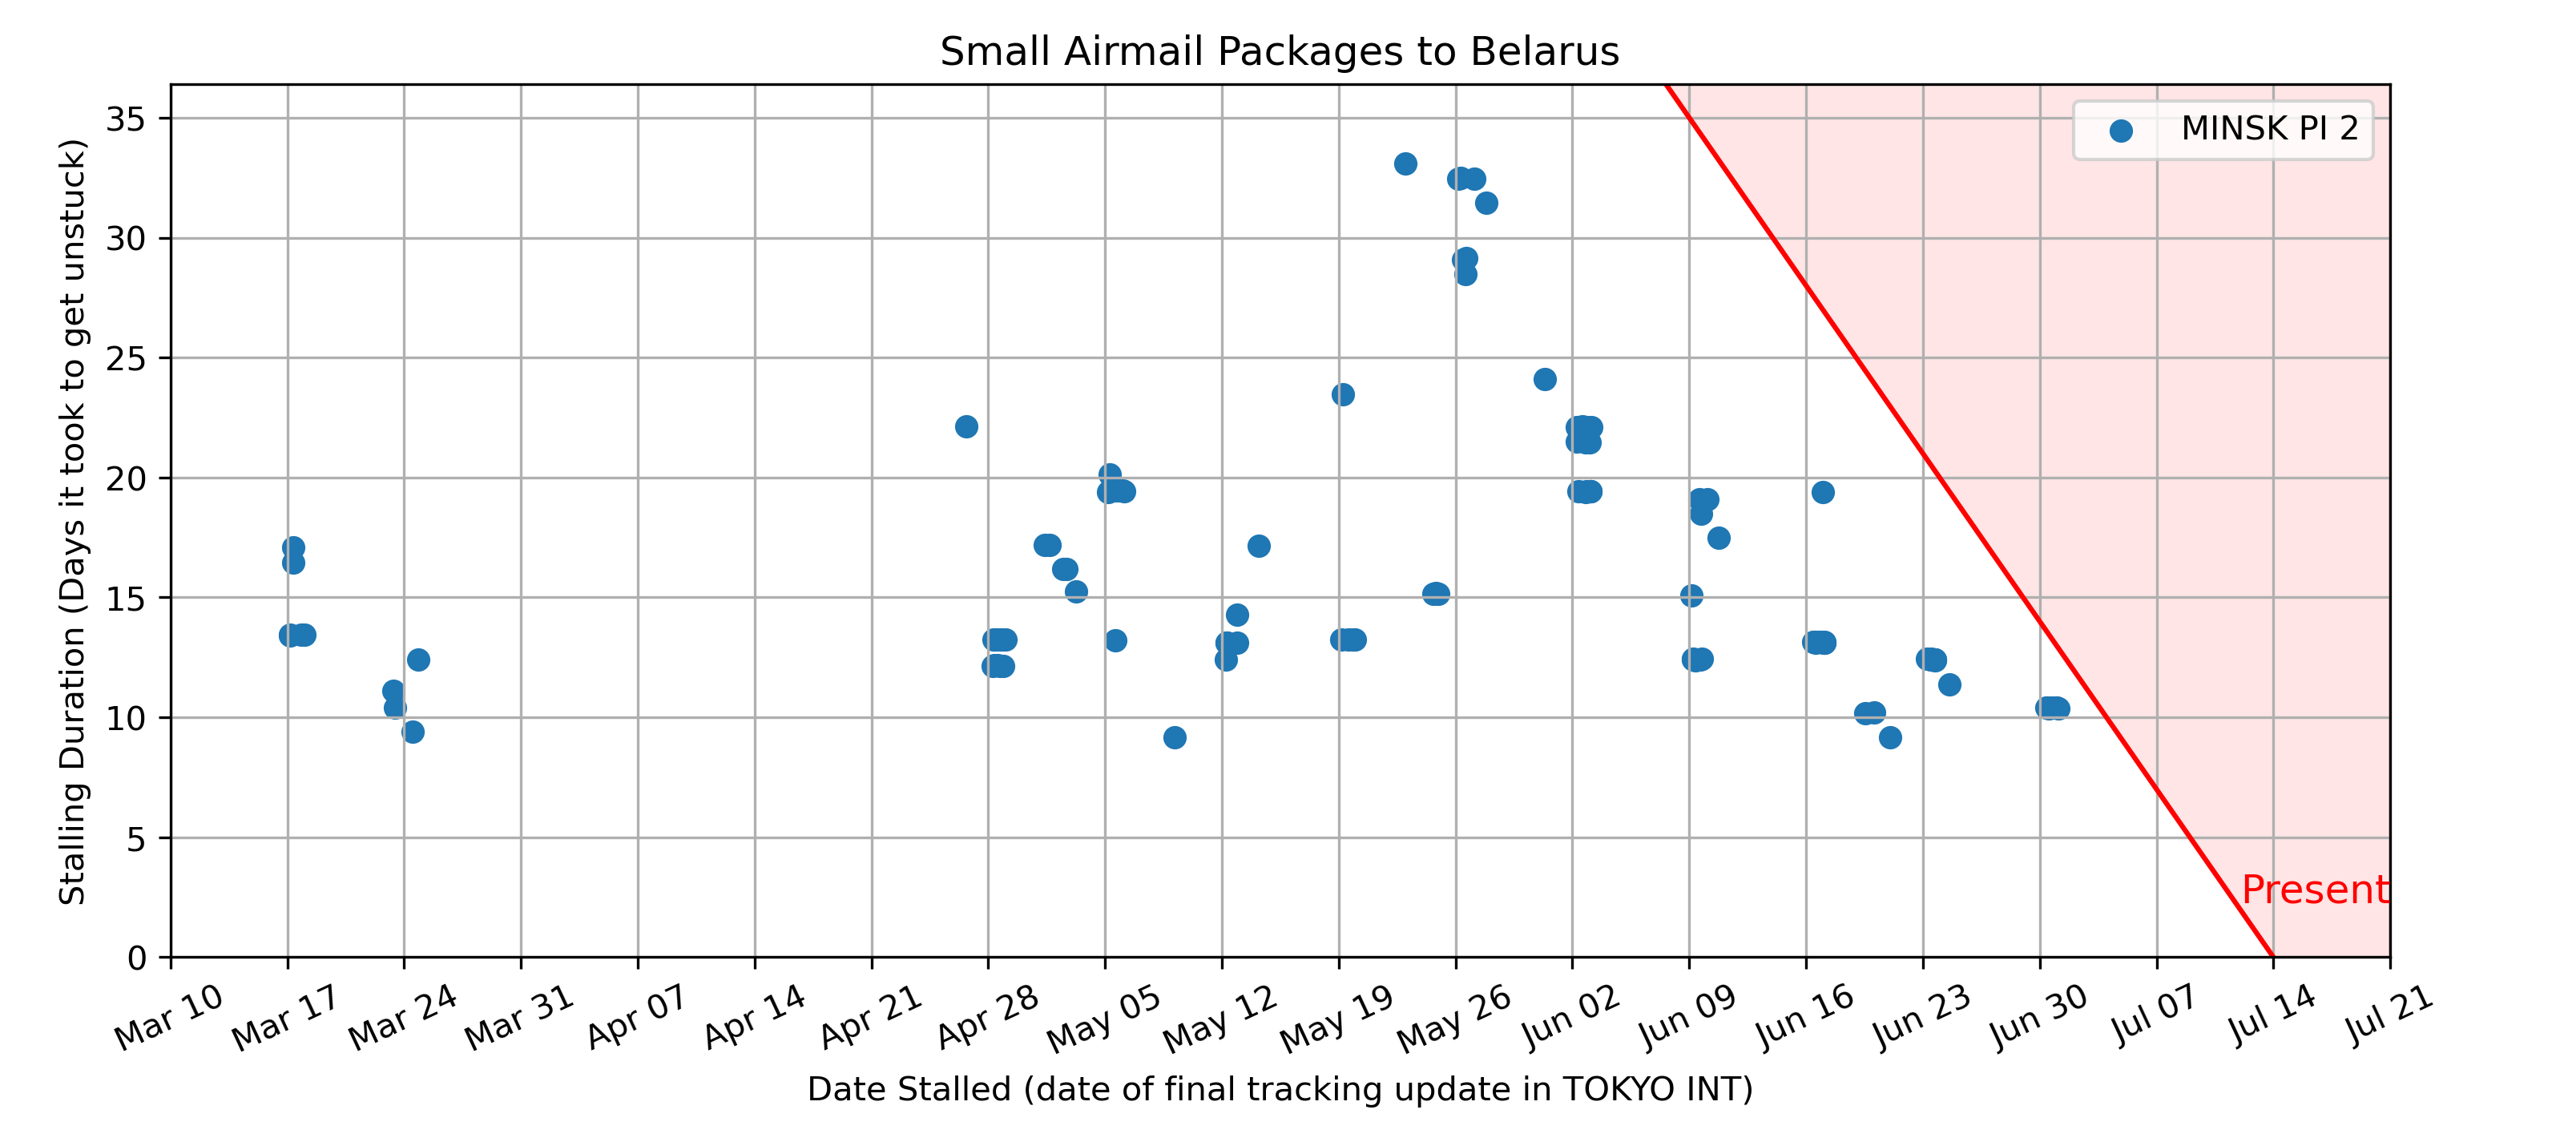 Small Airmail Packages to Belarus
MINSK PI 2
Stalling Duration (Days it took to get unstuck)
35
30
25
20
15
10
5
0
Present
Mar 10
Mar 17
Mar 24
Mar 31
Apr 07
Apr 14
Apr 21
Apr 28
May 05
May 12
May 19
May 26
Jun 02
Jun 09
Jun 16
Jun 23
Jun 30
Jul 07
Jul 14
Jul 21
Date Stalled (date of final tracking update in TOKYO INT)